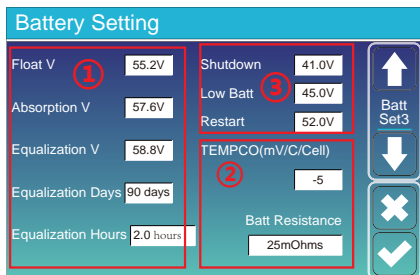 Battery Setting
Float V 55.2V
Absorption V 57.6V
Equalization V 58.8V
Equalization Days 90 days
Equalization Hours 2.0 hours
①
Shutdown 41.0V
Low Batt 45.0V
Restart 52.0V
③
TEMPCO(mV/C/Cell)
-5
②
Batt Resistance
25mOhms
Batt
Set3